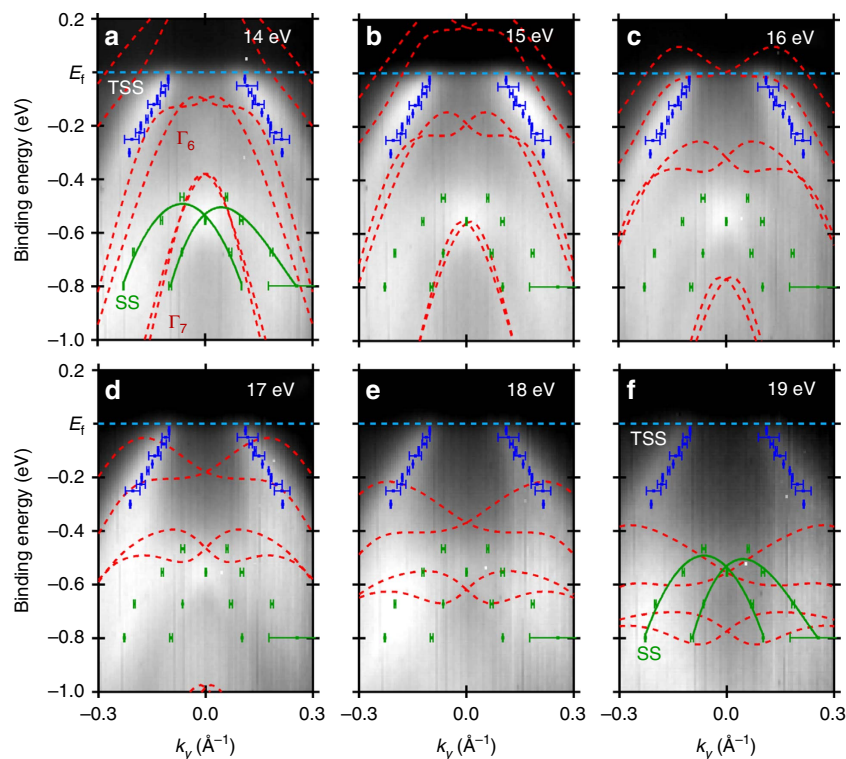 a 14 eV b 15 eV c 16 eV
0.2
E_f
TSS
−0.2
Γ_6
−0.4
−0.6
−0.8
SS
Γ_7
−1.0
Binding energy (eV)
d 17 eV e 18 eV f 19 eV
0.2
E_f
TSS
−0.2
−0.4
−0.6
−0.8
SS
−1.0
Binding energy (eV)
−0.3 0.0 0.3 −0.3 0.0 0.3 −0.3 0.0 0.3
k_y (Å⁻¹) k_y (Å⁻¹) k_y (Å⁻¹)